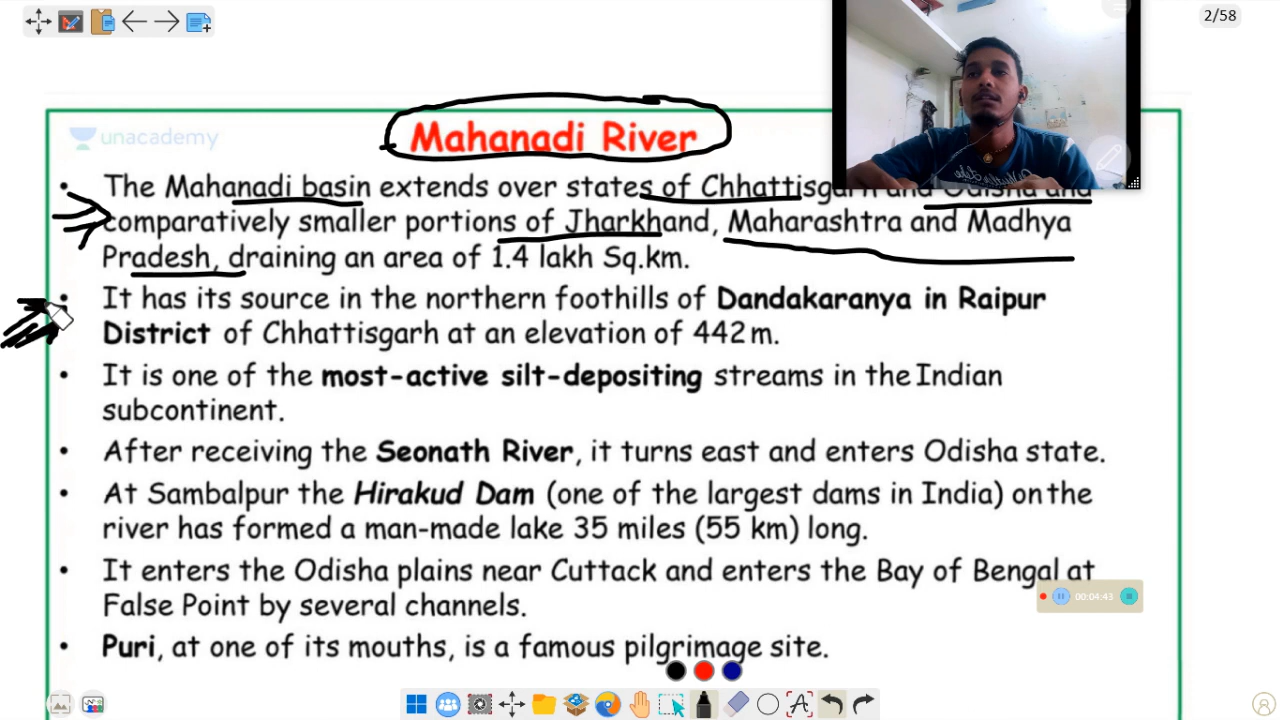 2/58
unacademy
Mahanadi River
• The Mahanadi basin extends over states of Chhattisgarh and Odisha and
comparatively smaller portions of Jharkhand, Maharashtra and Madhya
Pradesh, draining an area of 1.4 lakh Sq.km.
• It has its source in the northern foothills of Dandakaranya in Raipur
District of Chhattisgarh at an elevation of 442 m.
• It is one of the most-active silt-depositing streams in the Indian
subcontinent.
• After receiving the Seonath River, it turns east and enters Odisha state.
• At Sambalpur the Hirakud Dam (one of the largest dams in India) on the
river has formed a man-made lake 35 miles (55 km) long.
• It enters the Odisha plains near Cuttack and enters the Bay of Bengal at
False Point by several channels.
00:04:43
• Puri, at one of its mouths, is a famous pilgrimage site.